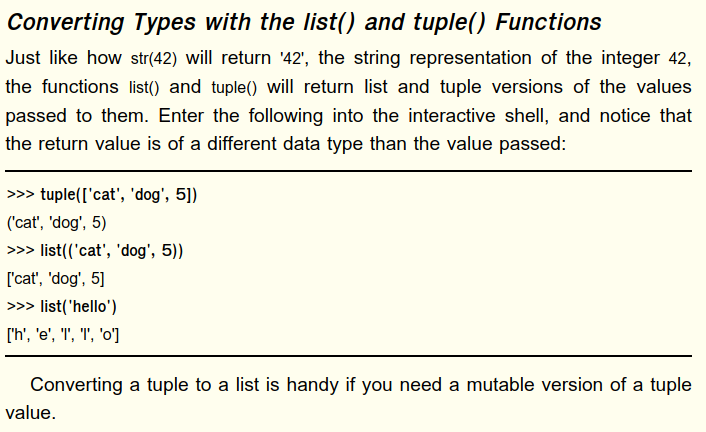 Converting Types with the list() and tuple() Functions
Just like how str(42) will return '42', the string representation of the integer 42,
the functions list() and tuple() will return list and tuple versions of the values
passed to them. Enter the following into the interactive shell, and notice that
the return value is of a different data type than the value passed:
>>> tuple(['cat', 'dog', 5])
('cat', 'dog', 5)
>>> list(('cat', 'dog', 5))
['cat', 'dog', 5]
>>> list('hello')
['h', 'e', 'l', 'l', 'o']
Converting a tuple to a list is handy if you need a mutable version of a tuple
value.